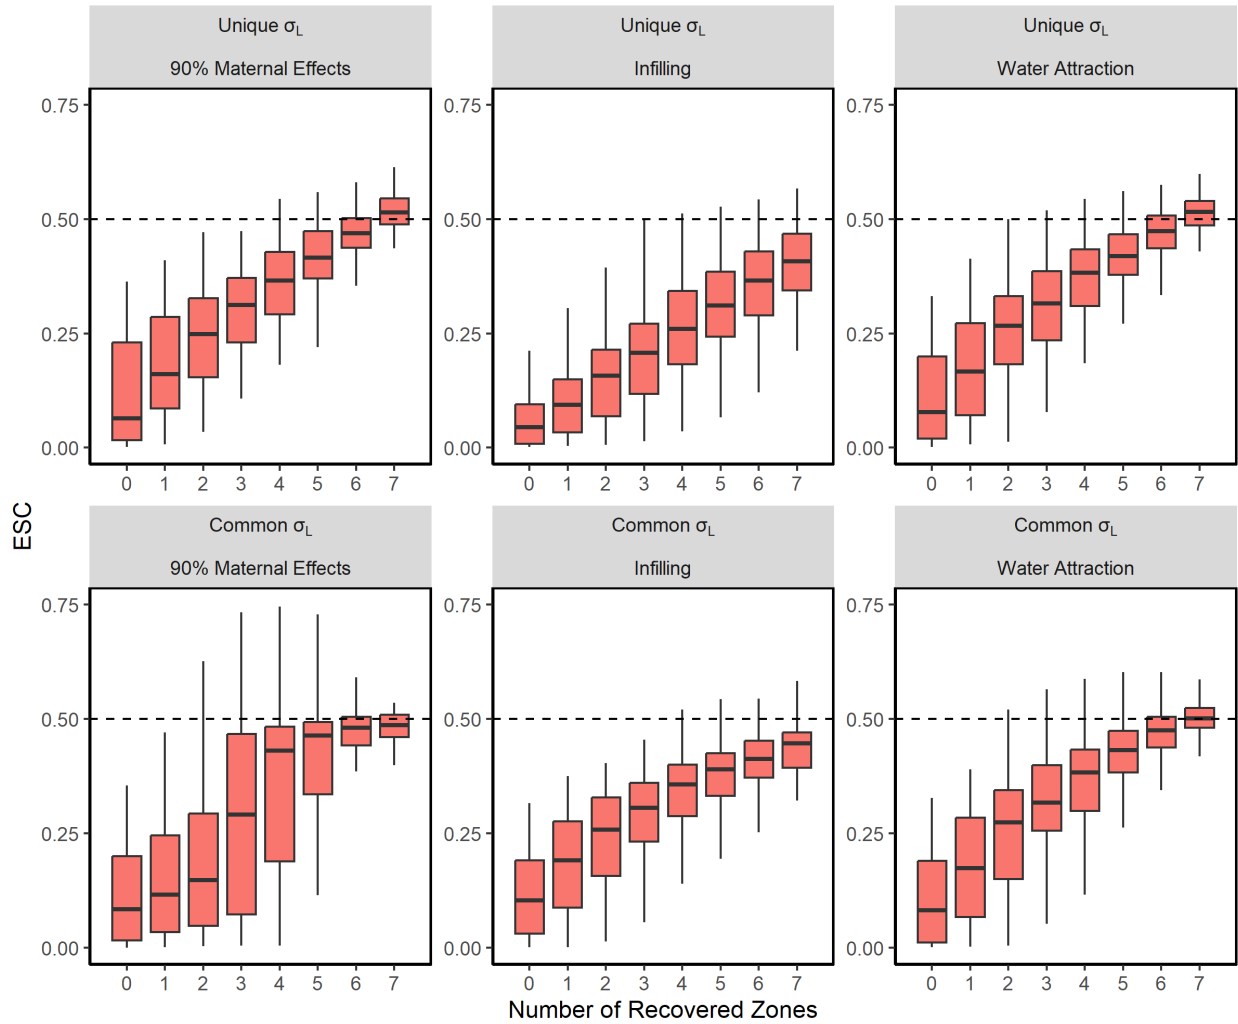 Unique σL
90% Maternal Effects
Unique σL
Infilling
Unique σL
Water Attraction
0.75
0.50
0.25
0.00
0.75
0.50
0.25
0.00
0.75
0.50
0.25
0.00
0 1 2 3 4 5 6 7
0 1 2 3 4 5 6 7
0 1 2 3 4 5 6 7
ESC
Common σL
90% Maternal Effects
Common σL
Infilling
Common σL
Water Attraction
0.75
0.50
0.25
0.00
0.75
0.50
0.25
0.00
0.75
0.50
0.25
0.00
0 1 2 3 4 5 6 7
0 1 2 3 4 5 6 7
0 1 2 3 4 5 6 7
Number of Recovered Zones